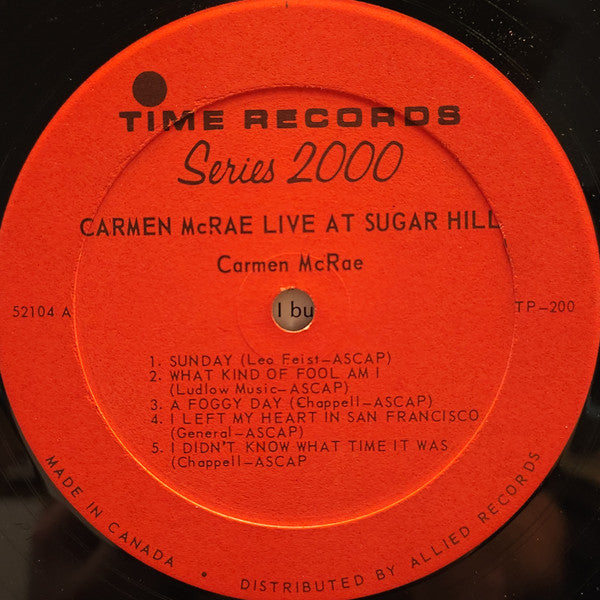 TIME RECORDS
Series 2000
CARMEN McRAE LIVE AT SUGAR HILL
Carmen McRae
52104 A
I bu
TP-200
1. SUNDAY (Leo Feist-ASCAP)
2. WHAT KIND OF FOOL AM I
(Ludlow Music-ASCAP)
3. A FOGGY DAY (Chappell-ASCAP)
4. I LEFT MY HEART IN SAN FRANCISCO
(General-ASCAP)
5. I DIDN'T KNOW WHAT TIME IT WAS
(Chappell-ASCAP
MADE IN CANADA • DISTRIBUTED BY ALLIED RECORDS